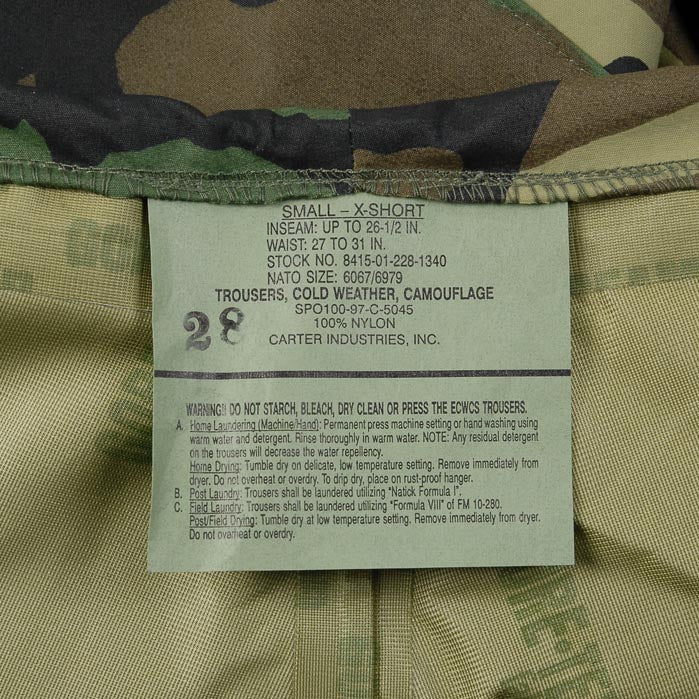 SMALL – X-SHORT
INSEAM: UP TO 26-1/2 IN.
WAIST: 27 TO 31 IN.
STOCK NO. 8415-01-228-1340
NATO SIZE: 6067/6979
TROUSERS, COLD WEATHER, CAMOUFLAGE
SPO100-97-C-5045
100% NYLON
28
CARTER INDUSTRIES, INC.
WARNING!! DO NOT STARCH, BLEACH, DRY CLEAN OR PRESS THE ECWCS TROUSERS.
A. Home Laundering (Machine/Hand): Permanent press machine setting or hand washing using
warm water and detergent. Rinse thoroughly in warm water. NOTE: Any residual detergent
on the trousers will decrease the water repellency.
Home Drying: Tumble dry on delicate, low temperature setting. Remove immediately from
dryer. Do not overheat or overdry. To drip dry, place on rust-proof hanger.
B. Post Laundry: Trousers shall be laundered utilizing "Natick Formula I".
C. Field Laundry: Trousers shall be laundered utilizing "Formula VIII" of FM 10-280.
Post/Field Drying: Tumble dry at low temperature setting. Remove immediately from dryer.
Do not overheat or overdry.